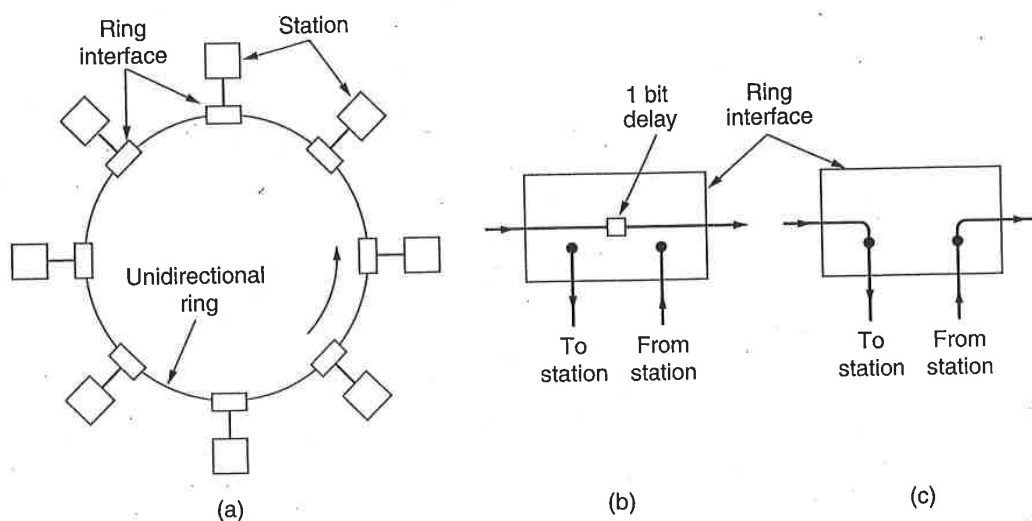 Ring
interface
Station
Unidirectional
ring
(a)
1 bit
delay
Ring
interface
To
station
From
station
(b)
To
station
From
station
(c)